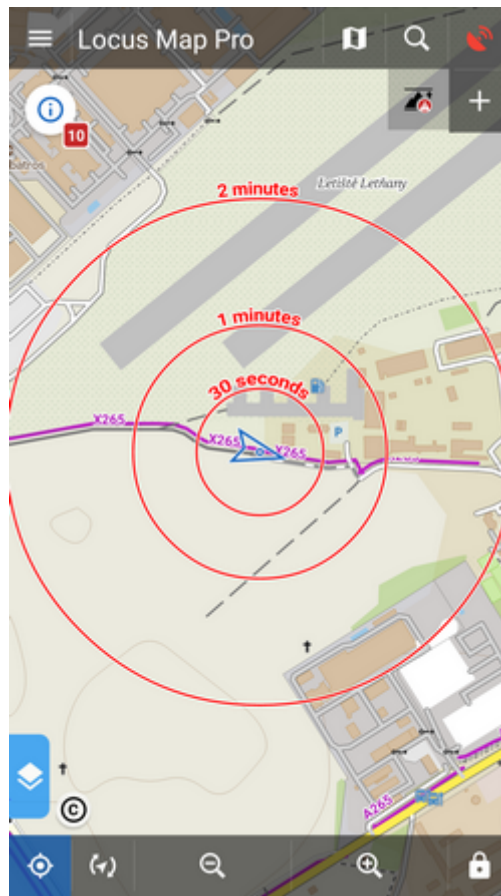 Locus Map Pro
10
2 minutes
Letiště Letňany
1 minutes
30 seconds
X265
X265
X265
P
A265
©